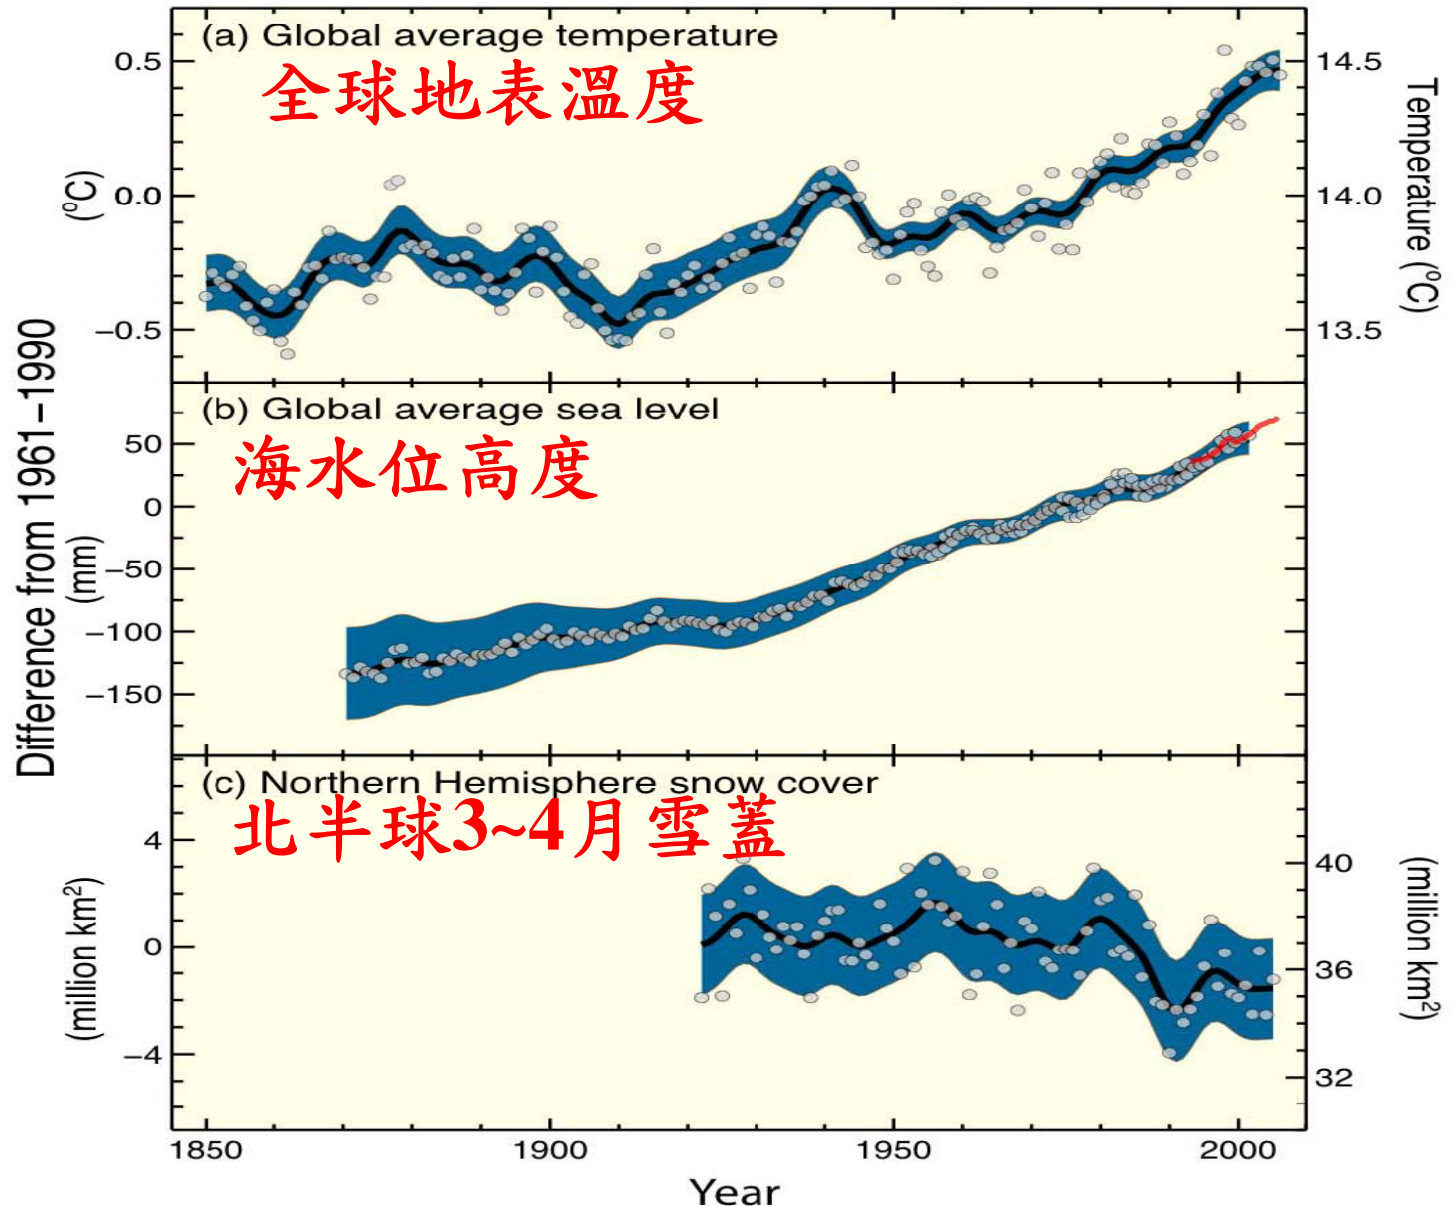 (a) Global average temperature
全球地表溫度
0.5
0.0
−0.5
(⁰C)
14.5
14.0
13.5
Temperature (⁰C)
Difference from 1961−1990
(b) Global average sea level
海水位高度
50
0
−50
−100
−150
(mm)
(c) Northern Hemisphere snow cover
北半球3~4月雪蓋
4
0
−4
(million km²)
40
36
32
(million km²)
1850
1900
1950
2000
Year